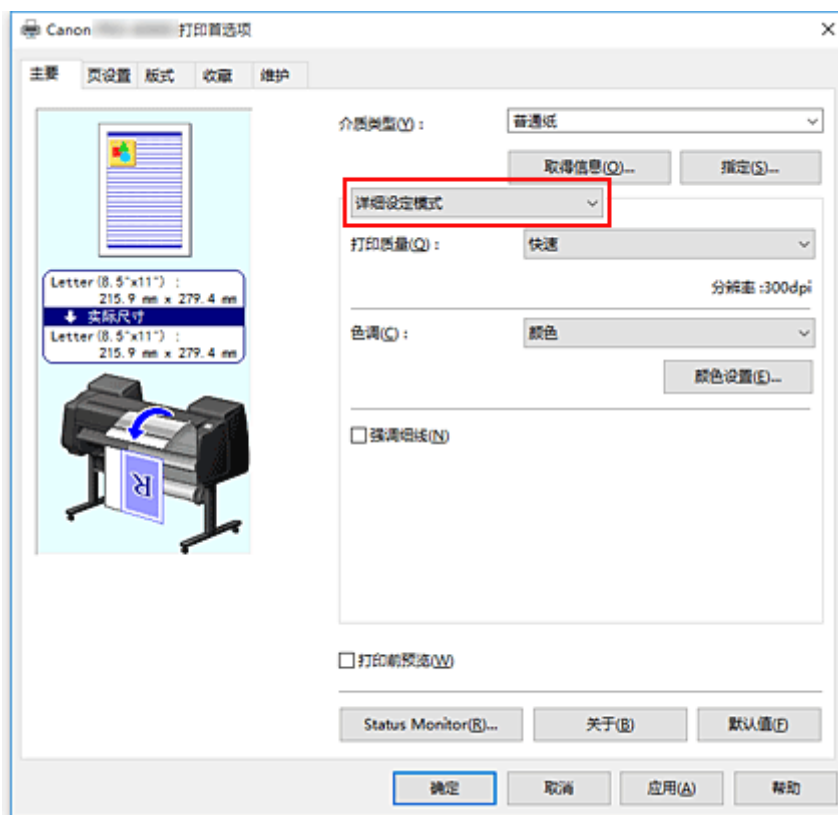 Canon 打印首选项
主要 页设置 版式 收藏 维护
介质类型(Y)： 普通纸
取得信息(O)... 指定(S)...
详细设定模式
打印质量(Q)： 快速
分辨率 :300dpi
色调(C)： 颜色
颜色设置(E)...
强调细线(N)
Letter(8.5"x11") :
215.9 mm x 279.4 mm
实际尺寸
Letter(8.5"x11") :
215.9 mm x 279.4 mm
R
打印前预览(W)
Status Monitor(R)... 关于(B) 默认值(F)
确定 取消 应用(A) 帮助